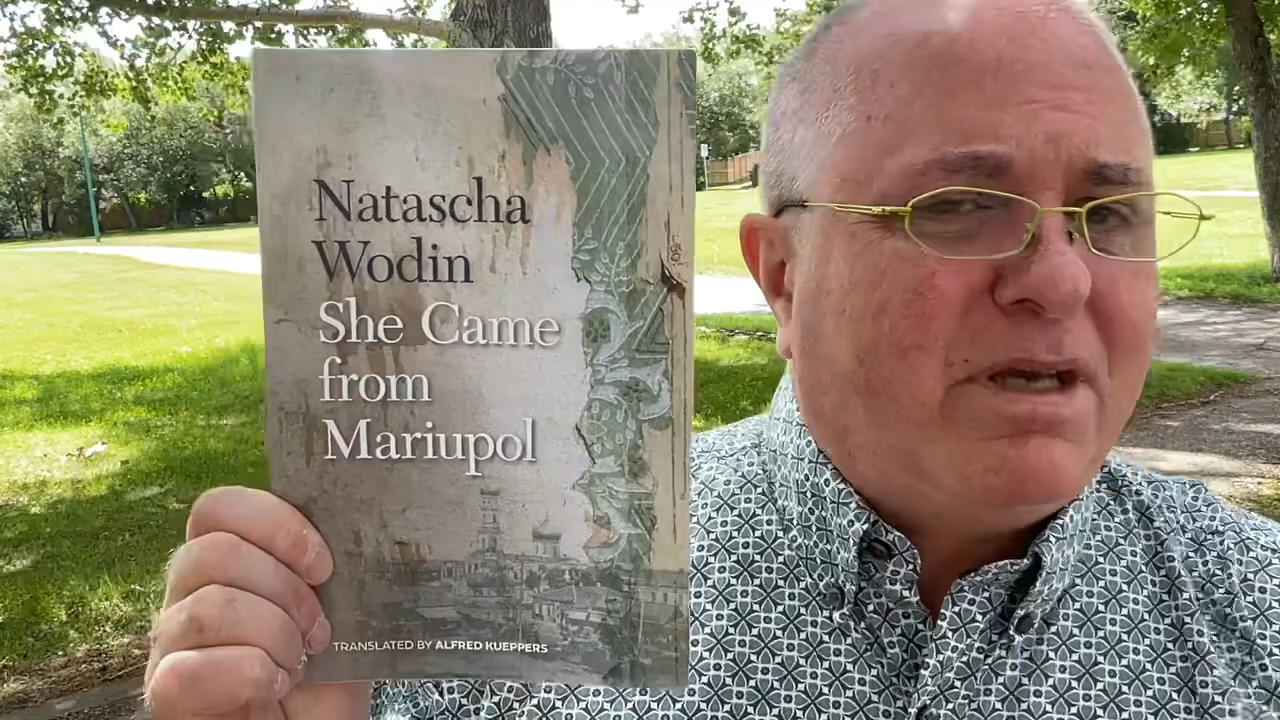 Natascha
Wodin
She Came
from
Mariupol
TRANSLATED BY ALFRED KUEPPERS